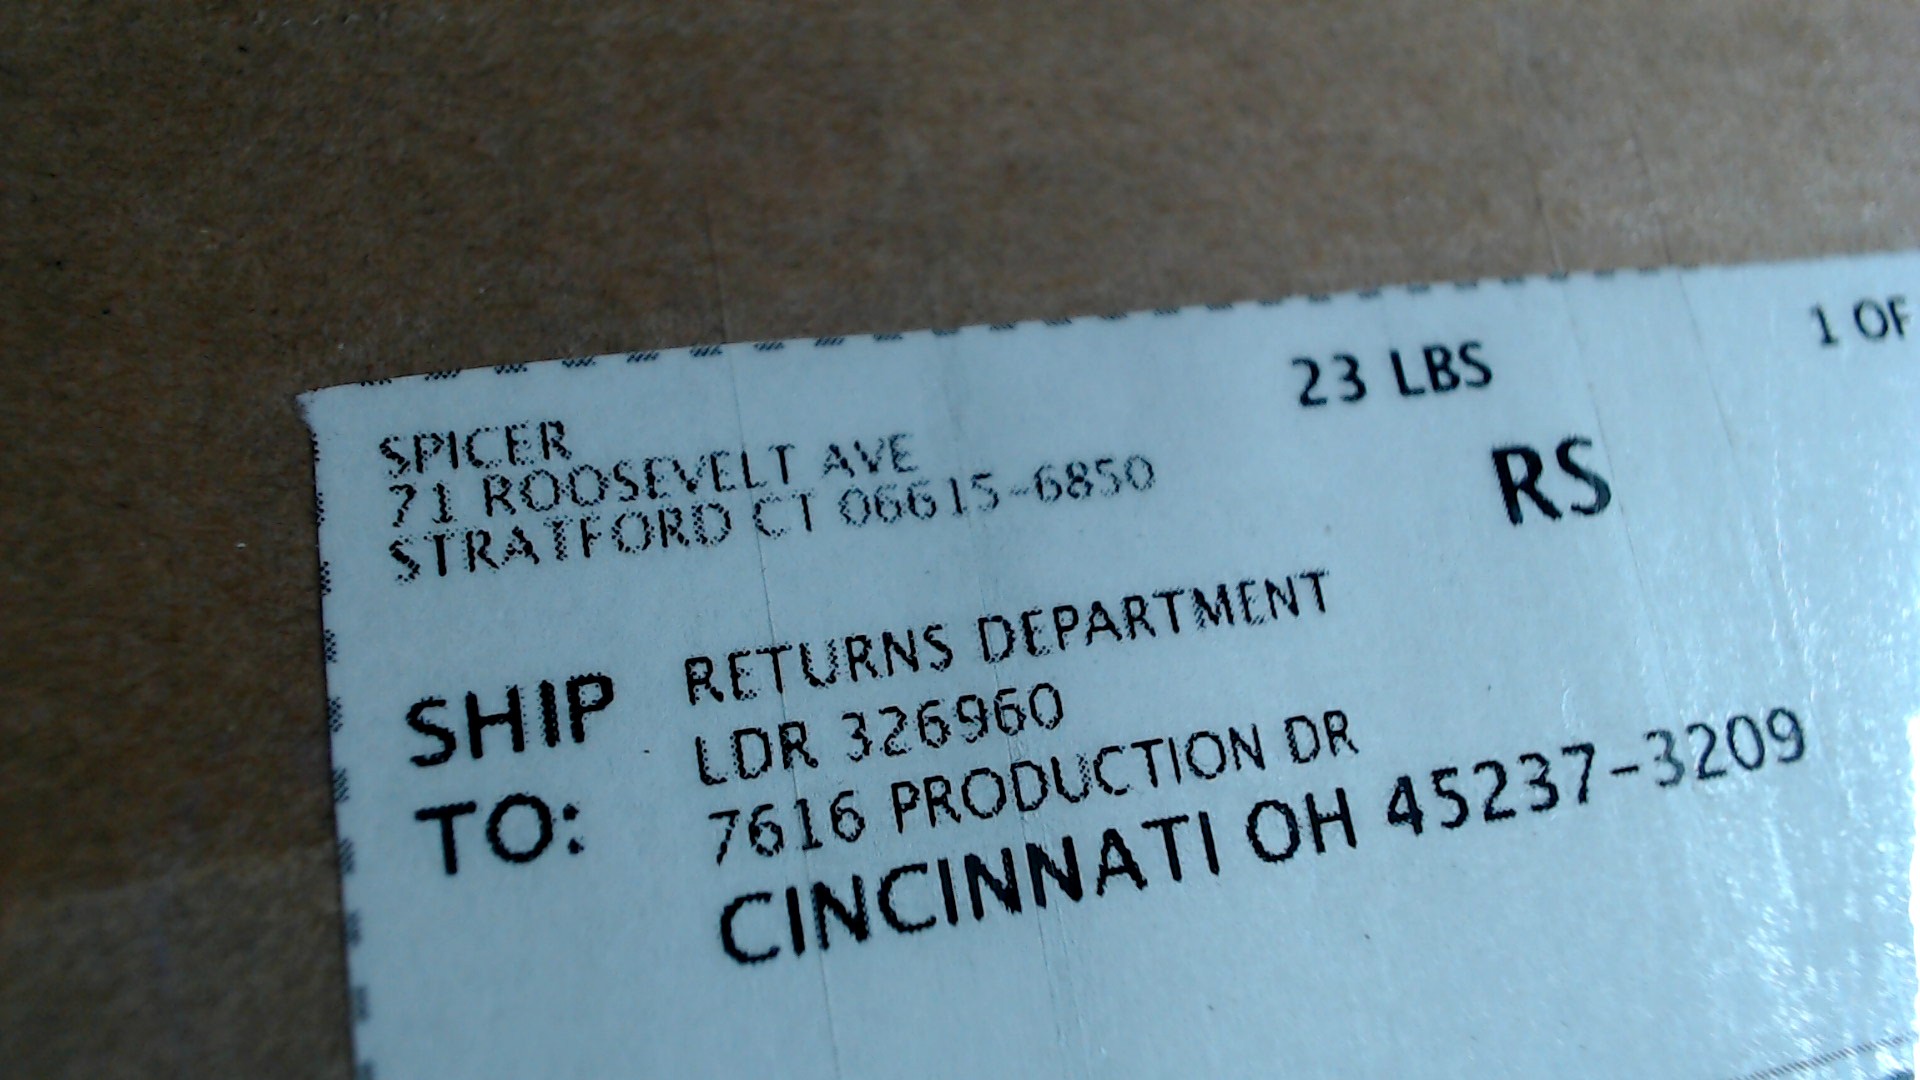 23 LBS
1 OF
SPICER
71 ROOSEVELT AVE
STRATFORD CT 06615-6850
RS
SHIP
TO:
RETURNS DEPARTMENT
LDR 326960
7616 PRODUCTION DR
CINCINNATI OH 45237-3209